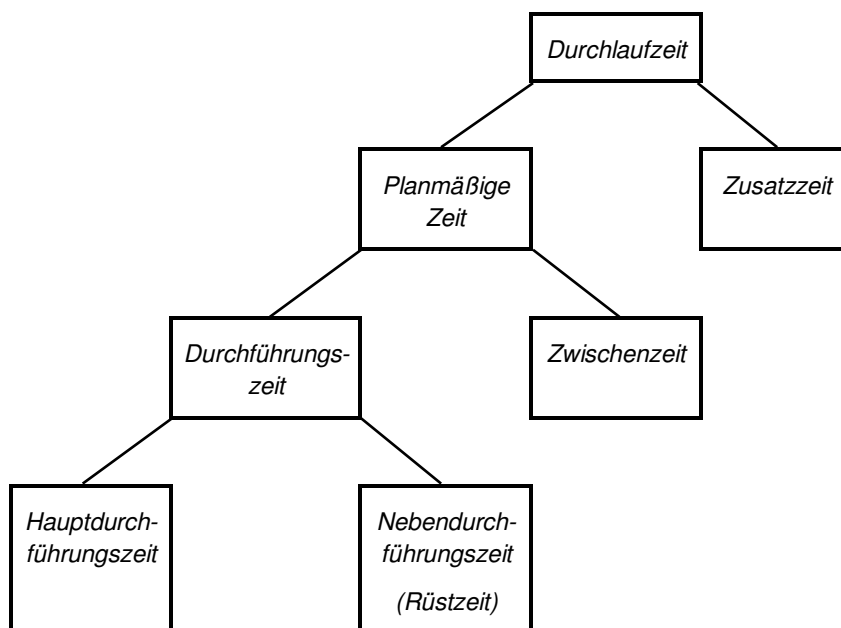 Durchlaufzeit
Planmäßige
Zeit
Zusatzzeit
Durchführungs-
zeit
Zwischenzeit
Hauptdurch-
führungszeit
Nebendurch-
führungszeit
(Rüstzeit)